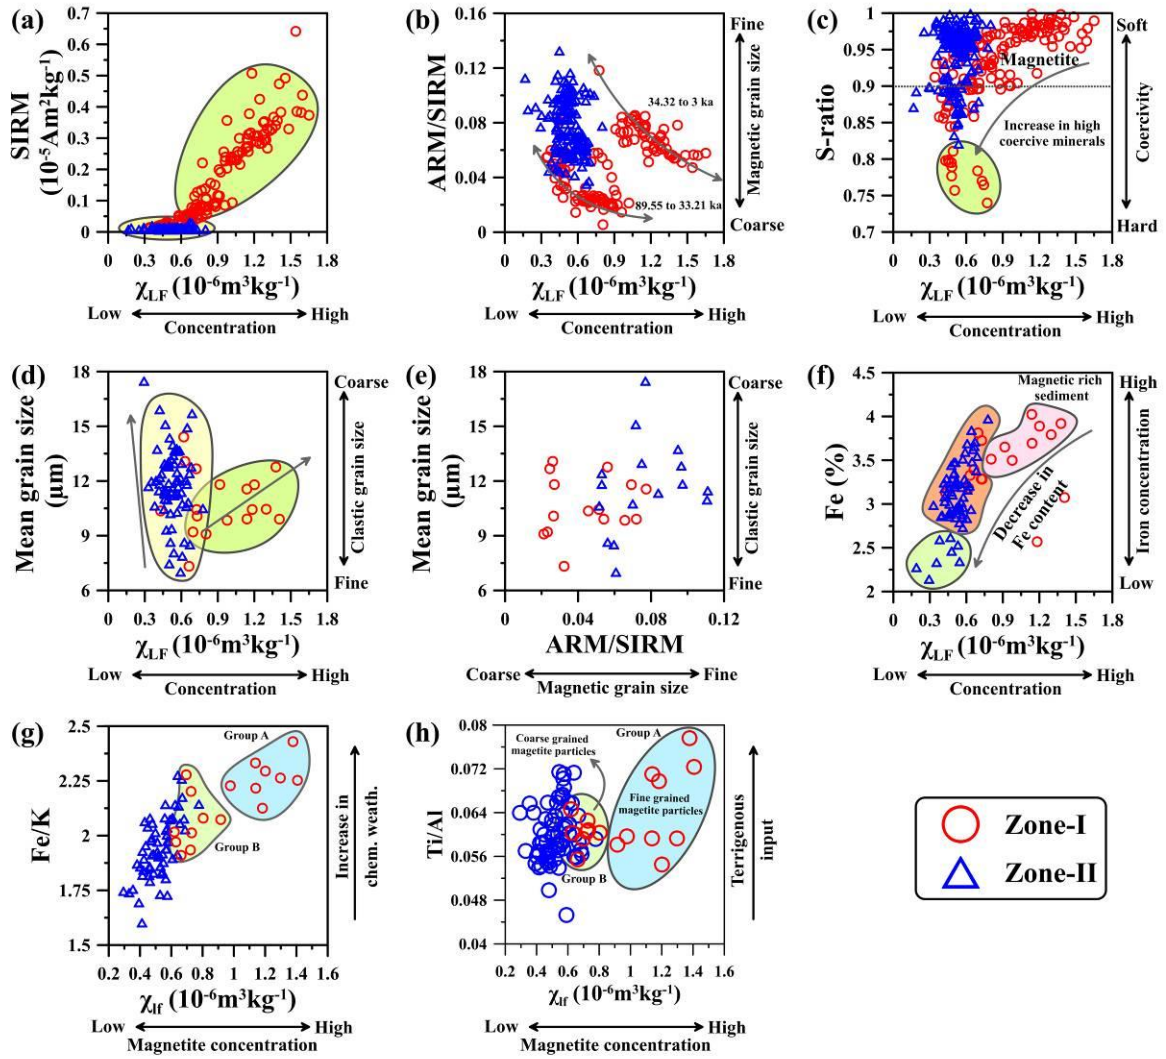 (a)
SIRM
(10-5Am2kg-1)
0.7
0.6
0.5
0.4
0.3
0.2
0.1
0
0
0.3
0.6
0.9
1.2
1.5
1.8
χLF (10-6m3kg-1)
Low
High
Concentration
(b)
ARM/SIRM
0.16
0.12
0.08
0.04
0
34.32 to 3 ka
89.55 to 33.21 ka
Fine
Magnetic grain size
Coarse
0
0.3
0.6
0.9
1.2
1.5
1.8
χLF (10-6m3kg-1)
Low
High
Concentration
(c)
S-ratio
1
0.95
0.9
0.85
0.8
0.75
0.7
Magnetite
Increase in high
coercive minerals
Soft
Coercivity
Hard
0
0.3
0.6
0.9
1.2
1.5
1.8
χLF (10-6m3kg-1)
Low
High
Concentration
(d)
Mean grain size
(μm)
18
15
12
9
6
Coarse
Clastic grain size
Fine
0
0.3
0.6
0.9
1.2
1.5
1.8
χLF (10-6m3kg-1)
Low
High
Concentration
(e)
Mean grain size
(μm)
18
15
12
9
6
Coarse
Clastic grain size
Fine
0
0.04
0.08
0.12
ARM/SIRM
Coarse
Fine
Magnetic grain size
(f)
Fe (%)
4.5
4
3.5
3
2.5
2
Magnetic rich
sediment
Decrease in
Fe content
High
Iron concentration
Low
0
0.3
0.6
0.9
1.2
1.5
1.8
χLF (10-6m3kg-1)
Low
High
Concentration
(g)
Fe/K
2.5
2.25
2
1.75
1.5
Group A
Group B
Increase in
chem. weath.
0.2
0.4
0.6
0.8
1
1.2
1.4
1.6
χlf (10-6m3kg-1)
Low
High
Magnetite concentration
(h)
Ti/Al
0.08
0.072
0.064
0.056
0.048
0.04
Coarse grained
magetite particles
Group A
Fine grained
magetite particles
Group B
Terrigenous
input
0.2
0.4
0.6
0.8
1
1.2
1.4
1.6
χlf (10-6m3kg-1)
Low
High
Magnetite concentration
Zone-I
Zone-II